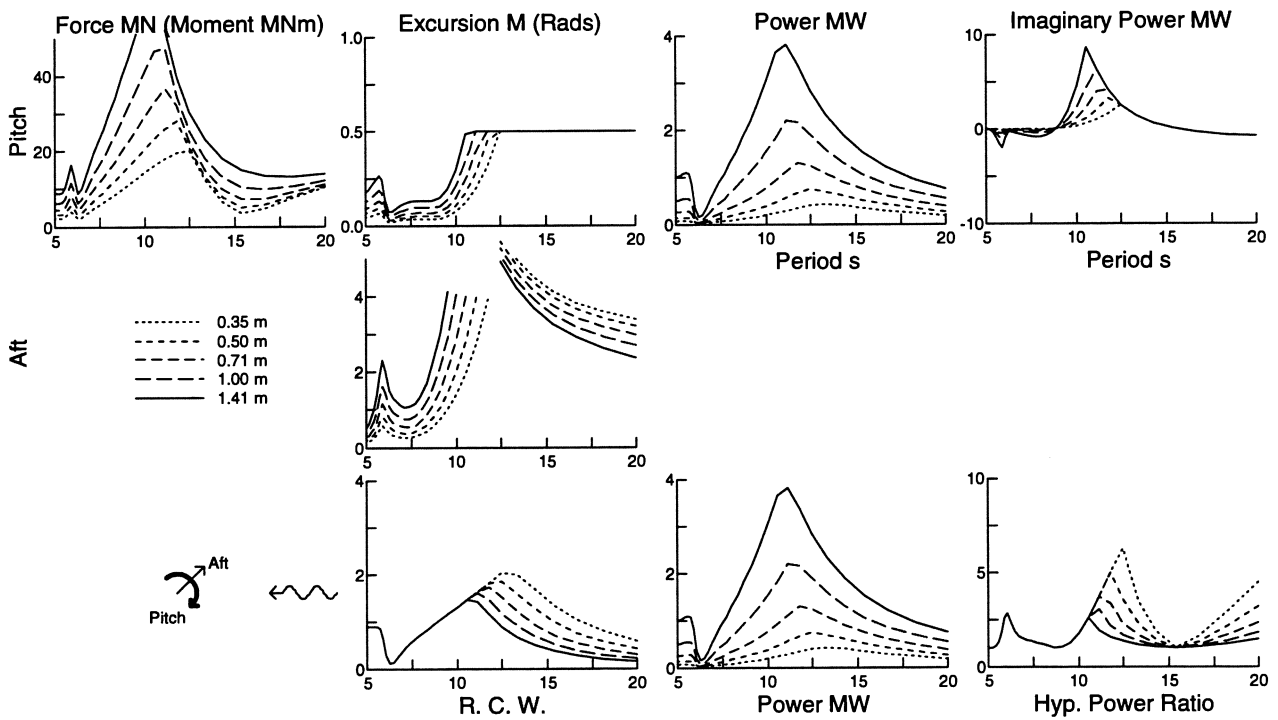 Force MN (Moment MNm)
Excursion M (Rads)
Power MW
Imaginary Power MW
Pitch
40
20
0
5 10 15 20
1.0
0.5
0.0
5 10 15 20
4
2
0
5 10 15 20
Period s
10
5
0
-5
-10
5 10 15 20
Period s
Aft
0.35 m
0.50 m
0.71 m
1.00 m
1.41 m
4
2
0
5 10 15 20
Aft
Pitch
4
2
0
5 10 15 20
R. C. W.
4
2
0
5 10 15 20
Power MW
10
5
0
5 10 15 20
Hyp. Power Ratio